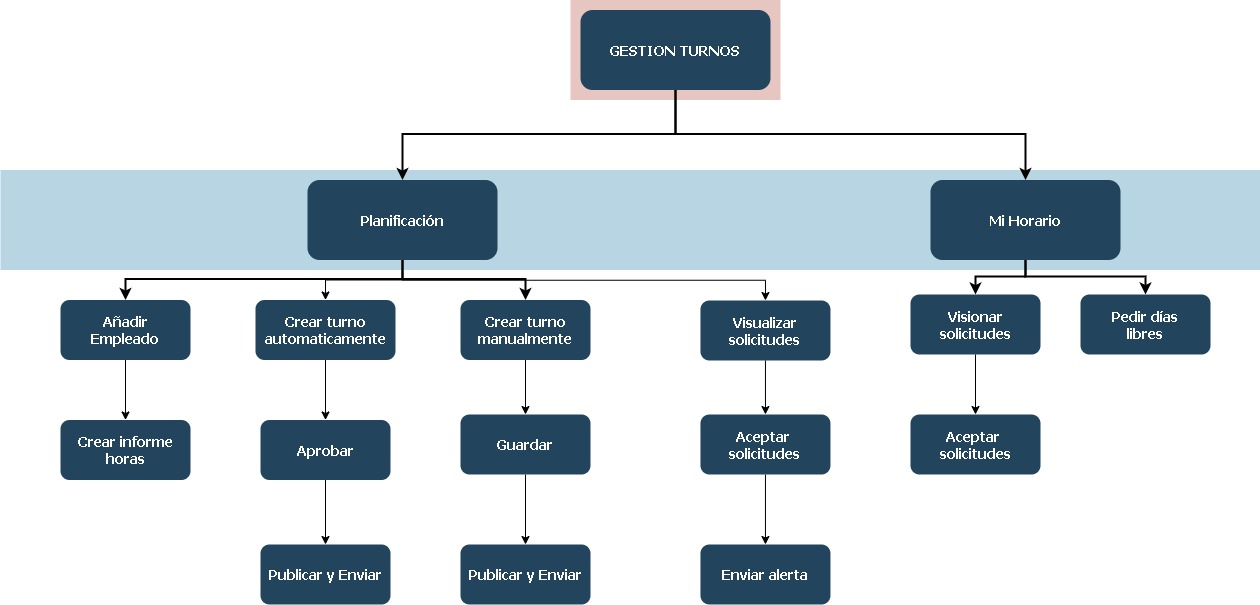 GESTION TURNOS
Planificación
Mi Horario
Añadir
Empleado
Crear turno
automaticamente
Crear turno
manualmente
Visualizar
solicitudes
Visionar
solicitudes
Pedir días
libres
Crear informe
horas
Aprobar
Guardar
Aceptar
solicitudes
Aceptar
solicitudes
Publicar y Enviar
Publicar y Enviar
Enviar alerta